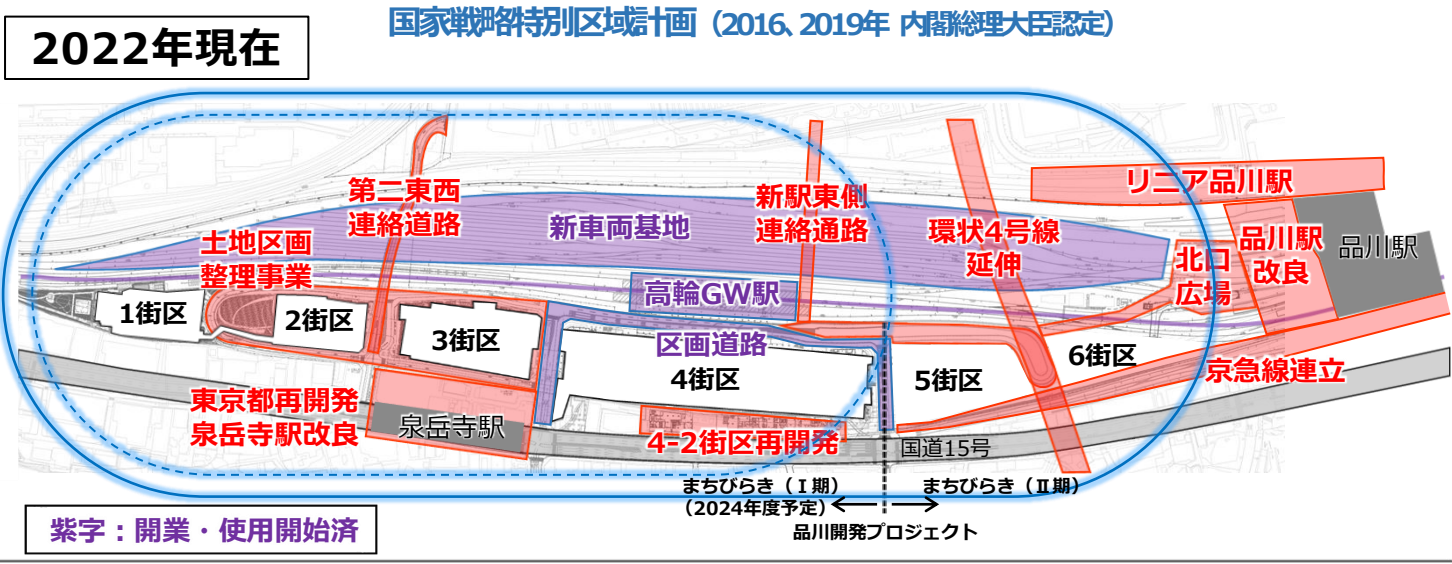 国家戦略特別区域計画（2016、2019年 内閣総理大臣認定）
2022年現在
リニア品川駅
第二東西
連絡道路
新車両基地
新駅東側
連絡通路
環状4号線
延伸
品川駅
改良
品川駅
土地区画
整理事業
北口
広場
高輪GW駅
1街区
2街区
3街区
区画道路
4街区
5街区
6街区
京急線連立
東京都再開発
泉岳寺駅改良
泉岳寺駅
4-2街区再開発
国道15号
まちびらき（Ⅰ期）
（2024年度予定）
まちびらき（Ⅱ期）
品川開発プロジェクト
紫字：開業・使用開始済